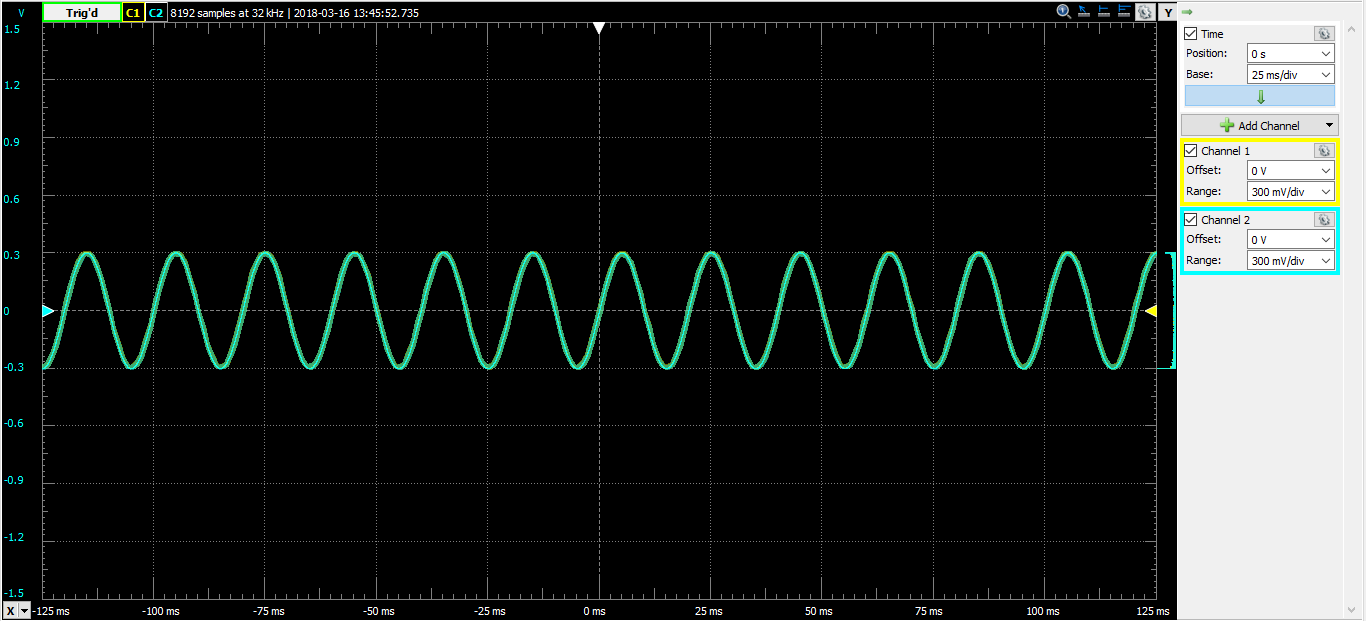 V Trig'd C1 C2 8192 samples at 32 kHz | 2018-03-16 13:45:52.735 Y
1.5
1.2
0.9
0.6
0.3
0
-0.3
-0.6
-0.9
-1.2
-1.5
X -125 ms -100 ms -75 ms -50 ms -25 ms 0 ms 25 ms 50 ms 75 ms 100 ms 125 ms
Time
Position: 0 s
Base: 25 ms/div
Add Channel
Channel 1
Offset: 0 V
Range: 300 mV/div
Channel 2
Offset: 0 V
Range: 300 mV/div